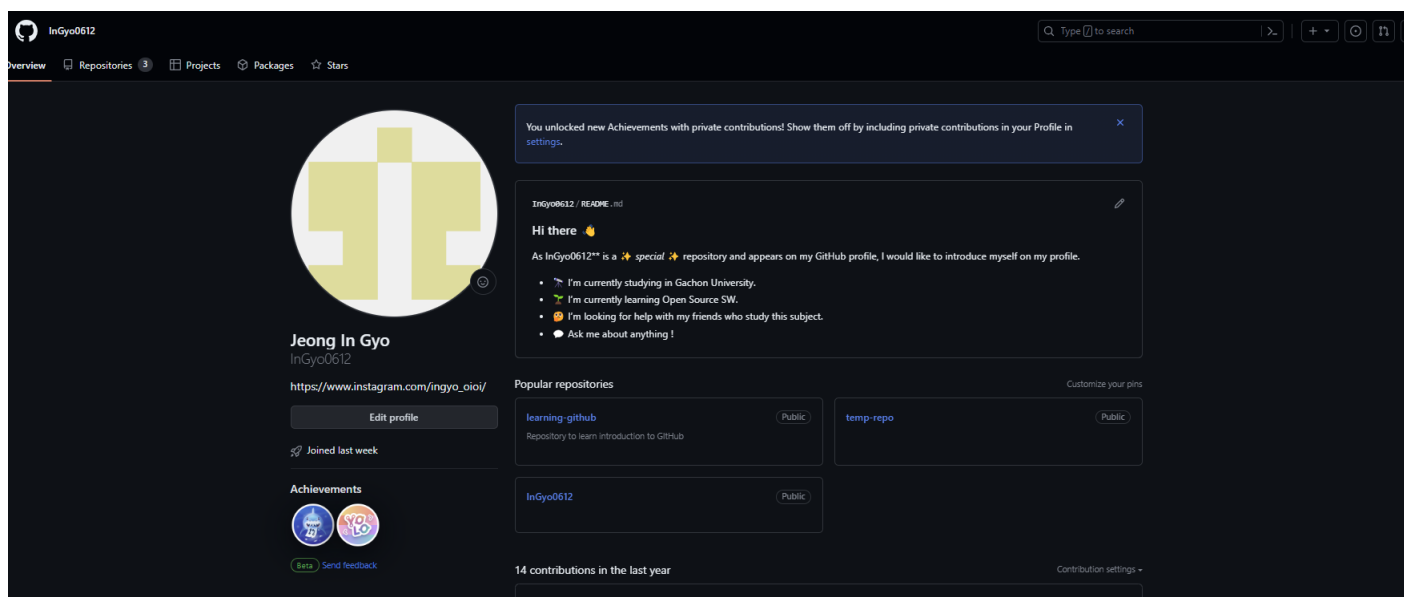 InGyo0612
Type / to search
Overview Repositories 3 Projects Packages Stars
You unlocked new Achievements with private contributions! Show them off by including private contributions in your Profile in
settings.
InGyo0612 / README.md
Hi there 👋
As InGyo0612** is a ✨ special ✨ repository and appears on my GitHub profile, I would like to introduce myself on my profile.
• 🔭 I'm currently studying in Gachon University.
• 🌱 I'm currently learning Open Source SW.
• 🤔 I'm looking for help with my friends who study this subject.
• 💬 Ask me about anything !
Jeong In Gyo
InGyo0612
https://www.instagram.com/ingyo_oioi/
Edit profile
Joined last week
Achievements
YOLO
Beta Send feedback
Popular repositories Customize your pins
learning-github Public
Repository to learn introduction to GitHub
temp-repo Public
InGyo0612 Public
14 contributions in the last year Contribution settings